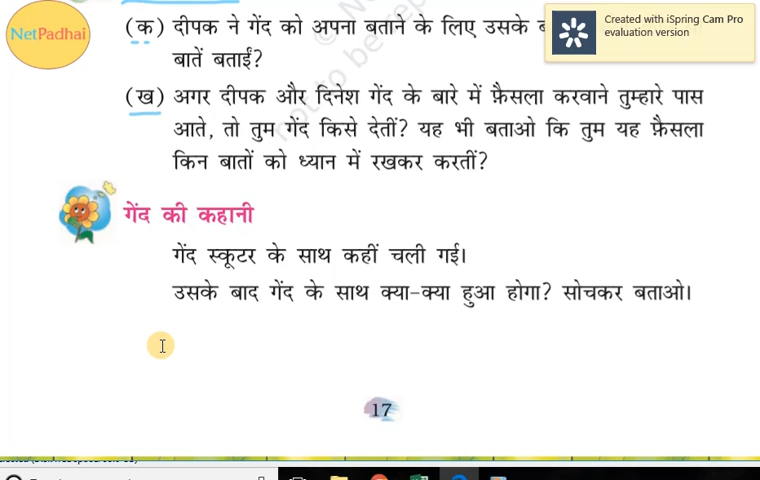 NetPadhai
(क) दीपक ने गेंद को अपना बताने के लिए उसके
Created with iSpring Cam Pro
evaluation version
बातें बताईं?
(ख) अगर दीपक और दिनेश गेंद के बारे में फ़ैसला करवाने तुम्हारे पास
आते, तो तुम गेंद किसे देतीं? यह भी बताओ कि तुम यह फ़ैसला
किन बातों को ध्यान में रखकर करतीं?
गेंद की कहानी
गेंद स्कूटर के साथ कहीं चली गई।
उसके बाद गेंद के साथ क्या-क्या हुआ होगा? सोचकर बताओ।
17